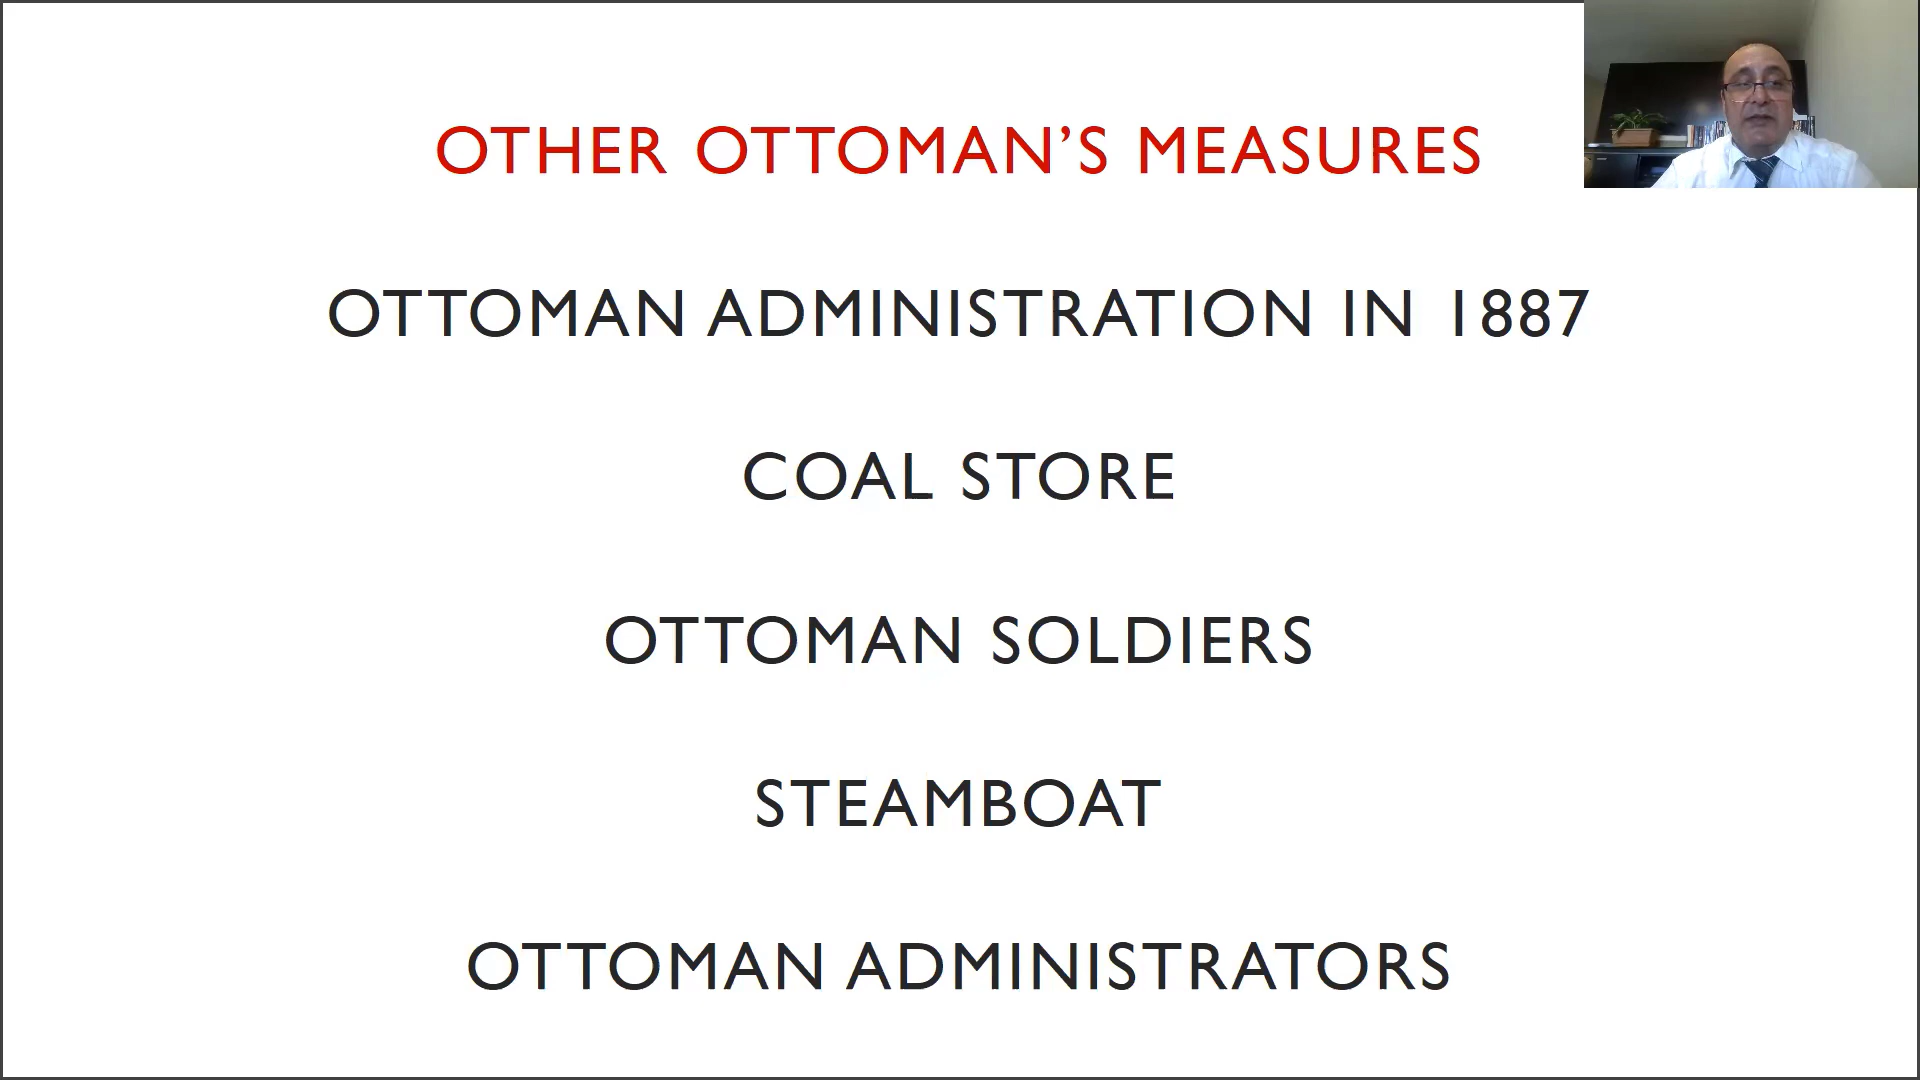 OTHER OTTOMAN’S MEASURES
OTTOMAN ADMINISTRATION IN 1887
COAL STORE
OTTOMAN SOLDIERS
STEAMBOAT
OTTOMAN ADMINISTRATORS